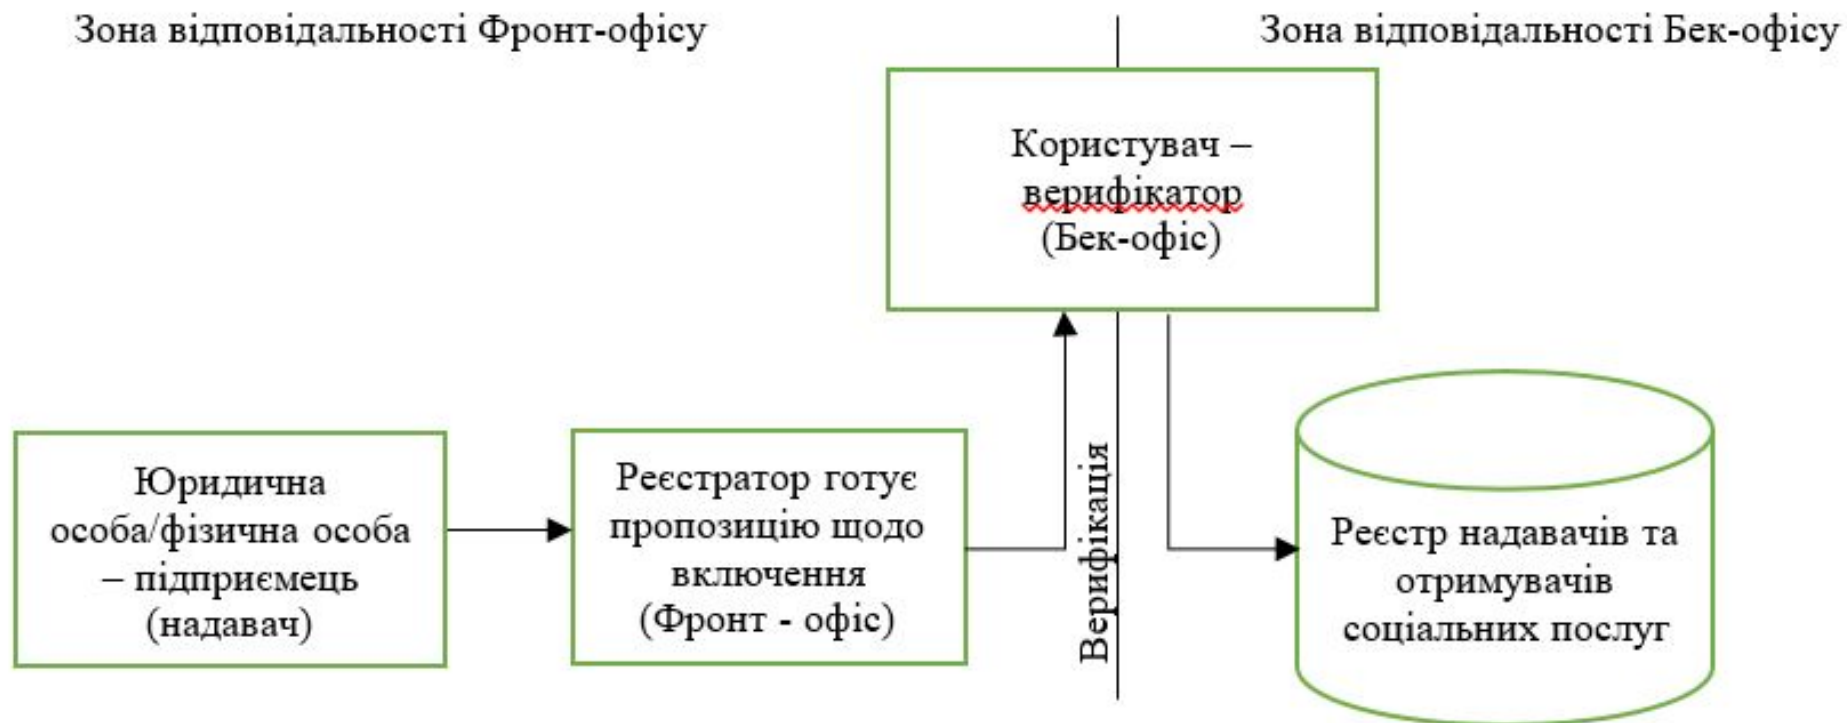 Зона відповідальності Фронт-офісу
Зона відповідальності Бек-офісу
Користувач –
верифікатор
(Бек-офіс)
Юридична
особа/фізична особа
– підприємець
(надавач)
Реєстратор готує
пропозицію щодо
включення
(Фронт - офіс)
Верифікація
Реєстр надавачів та
отримувачів
соціальних послуг